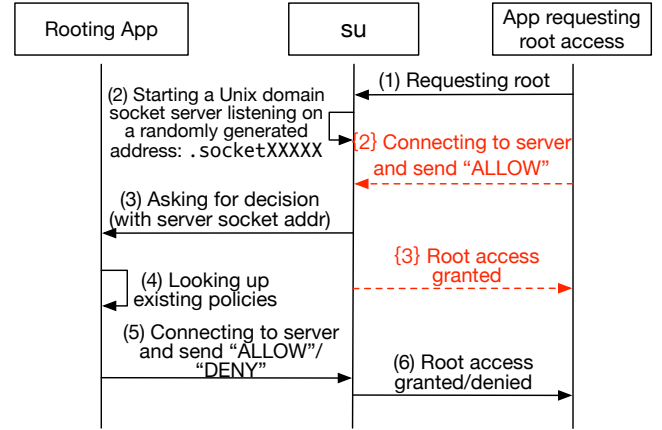 Rooting App
su
App requesting
root access
(1) Requesting root
(2) Starting a Unix domain
socket server listening on
a randomly generated
address: .socketXXXXX
{2} Connecting to server
and send “ALLOW”
(3) Asking for decision
(with server socket addr)
{3} Root access
granted
(4) Looking up
existing policies
(5) Connecting to server
and send “ALLOW”/
“DENY”
(6) Root access
granted/denied